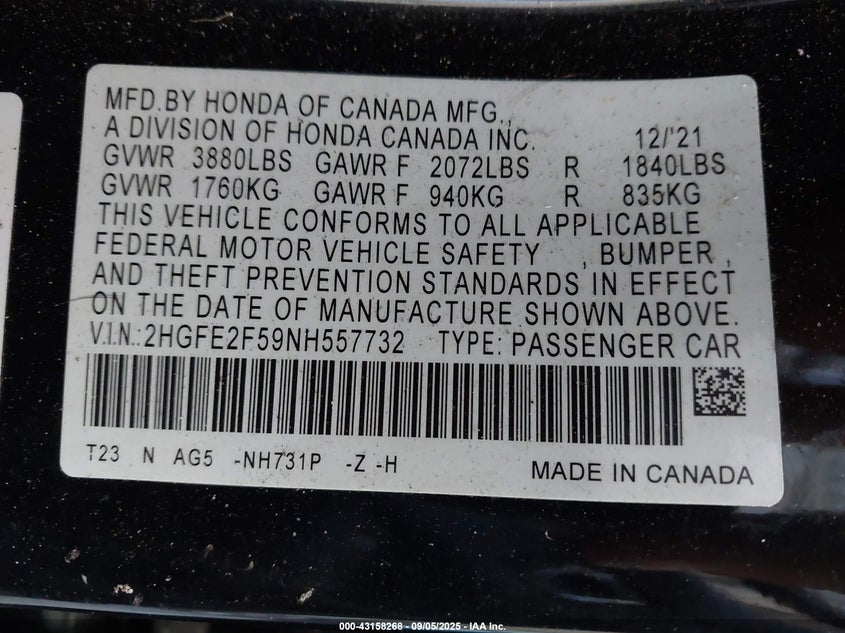 MFD.BY HONDA OF CANADA MFG.,
A DIVISION OF HONDA CANADA INC. 12/'21
GVWR 3880LBS GAWR F 2072LBS R 1840LBS
GVWR 1760KG GAWR F 940KG R 835KG
THIS VEHICLE CONFORMS TO ALL APPLICABLE
FEDERAL MOTOR VEHICLE SAFETY , BUMPER ,
AND THEFT PREVENTION STANDARDS IN EFFECT
ON THE DATE OF MANUFACTURE SHOWN ABOVE.
V.I.N.:2HGFE2F59NH557732 TYPE: PASSENGER CAR
T23 N AG5 -NH731P -Z -H MADE IN CANADA
000-43158268 - 09/05/2025 - IAA Inc.